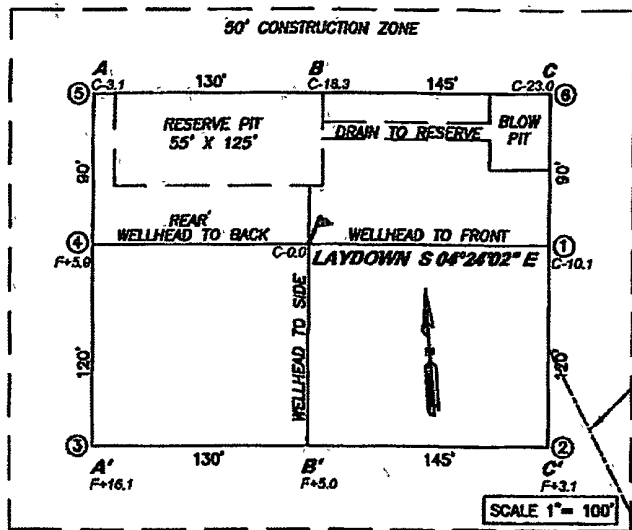 50' CONSTRUCTION ZONE
A B C
C-3.1 130' C-18.3 145' C-23.0
5 6
RESERVE PIT
55' X 125'
DRAIN TO RESERVE
BLOW
PIT
90' 90'
REAR
WELLHEAD TO BACK
WELLHEAD TO FRONT
4 1
F+5.9 C-0.0 C-10.1
LAYDOWN S 04°24'02" E
WELLHEAD TO SIDE
120' 120'
3 2
A' 130' B' 145' C'
F+16.1 F+5.0 F+3.1
SCALE 1"= 100'